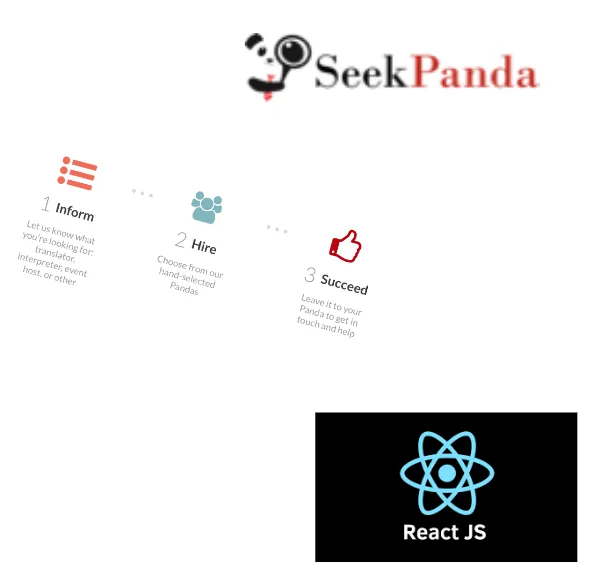 SeekPanda
1 Inform
Let us know what
you're looking for:
translator,
interpreter, event
host, or other
2 Hire
Choose from our
hand-selected
Pandas
3 Succeed
Leave it to your
Panda to get in
touch and help
React JS